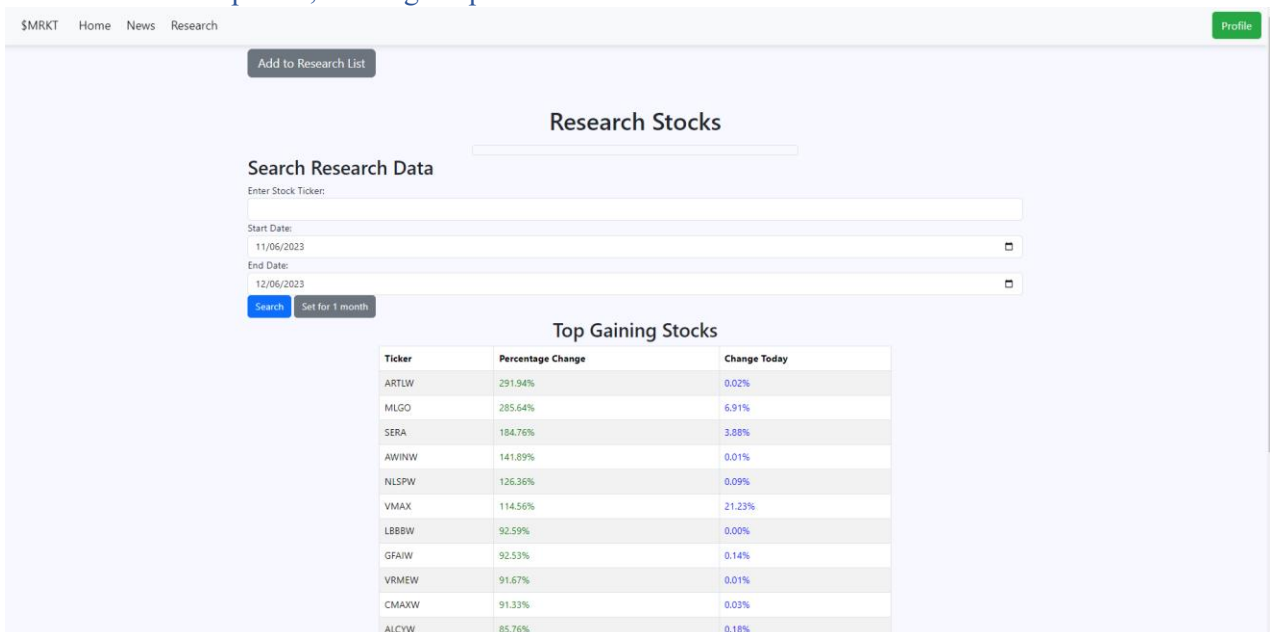 $MRKT Home News Research Profile
Add to Research List
Research Stocks
Search Research Data
Enter Stock Ticker:
Start Date:
11/06/2023
End Date:
12/06/2023
Search Set for 1 month
Top Gaining Stocks
Ticker Percentage Change Change Today
ARTLW 291.94% 0.02%
MLGO 285.64% 6.91%
SERA 184.76% 3.88%
AWINW 141.89% 0.01%
NLSPW 126.36% 0.09%
VMAX 114.56% 21.23%
LBBBW 92.59% 0.00%
GFAIW 92.53% 0.14%
VRMEW 91.67% 0.01%
CMAXW 91.33% 0.03%
ALCYW 85.76% 0.18%